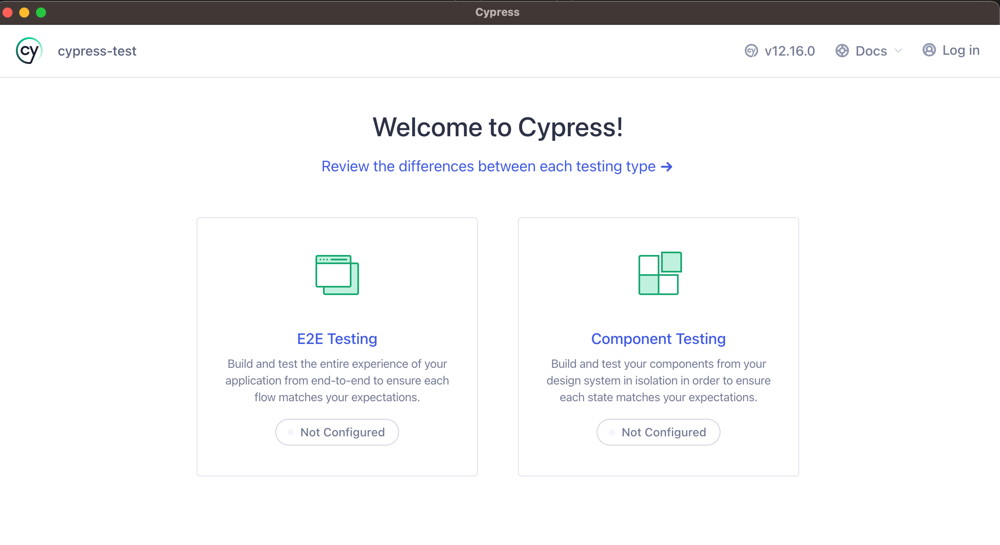 Cypress
cy cypress-test
cy v12.16.0 Docs Log in
Welcome to Cypress!
Review the differences between each testing type →
E2E Testing
Build and test the entire experience of your
application from end-to-end to ensure each
flow matches your expectations.
Not Configured
Component Testing
Build and test your components from your
design system in isolation in order to ensure
each state matches your expectations.
Not Configured